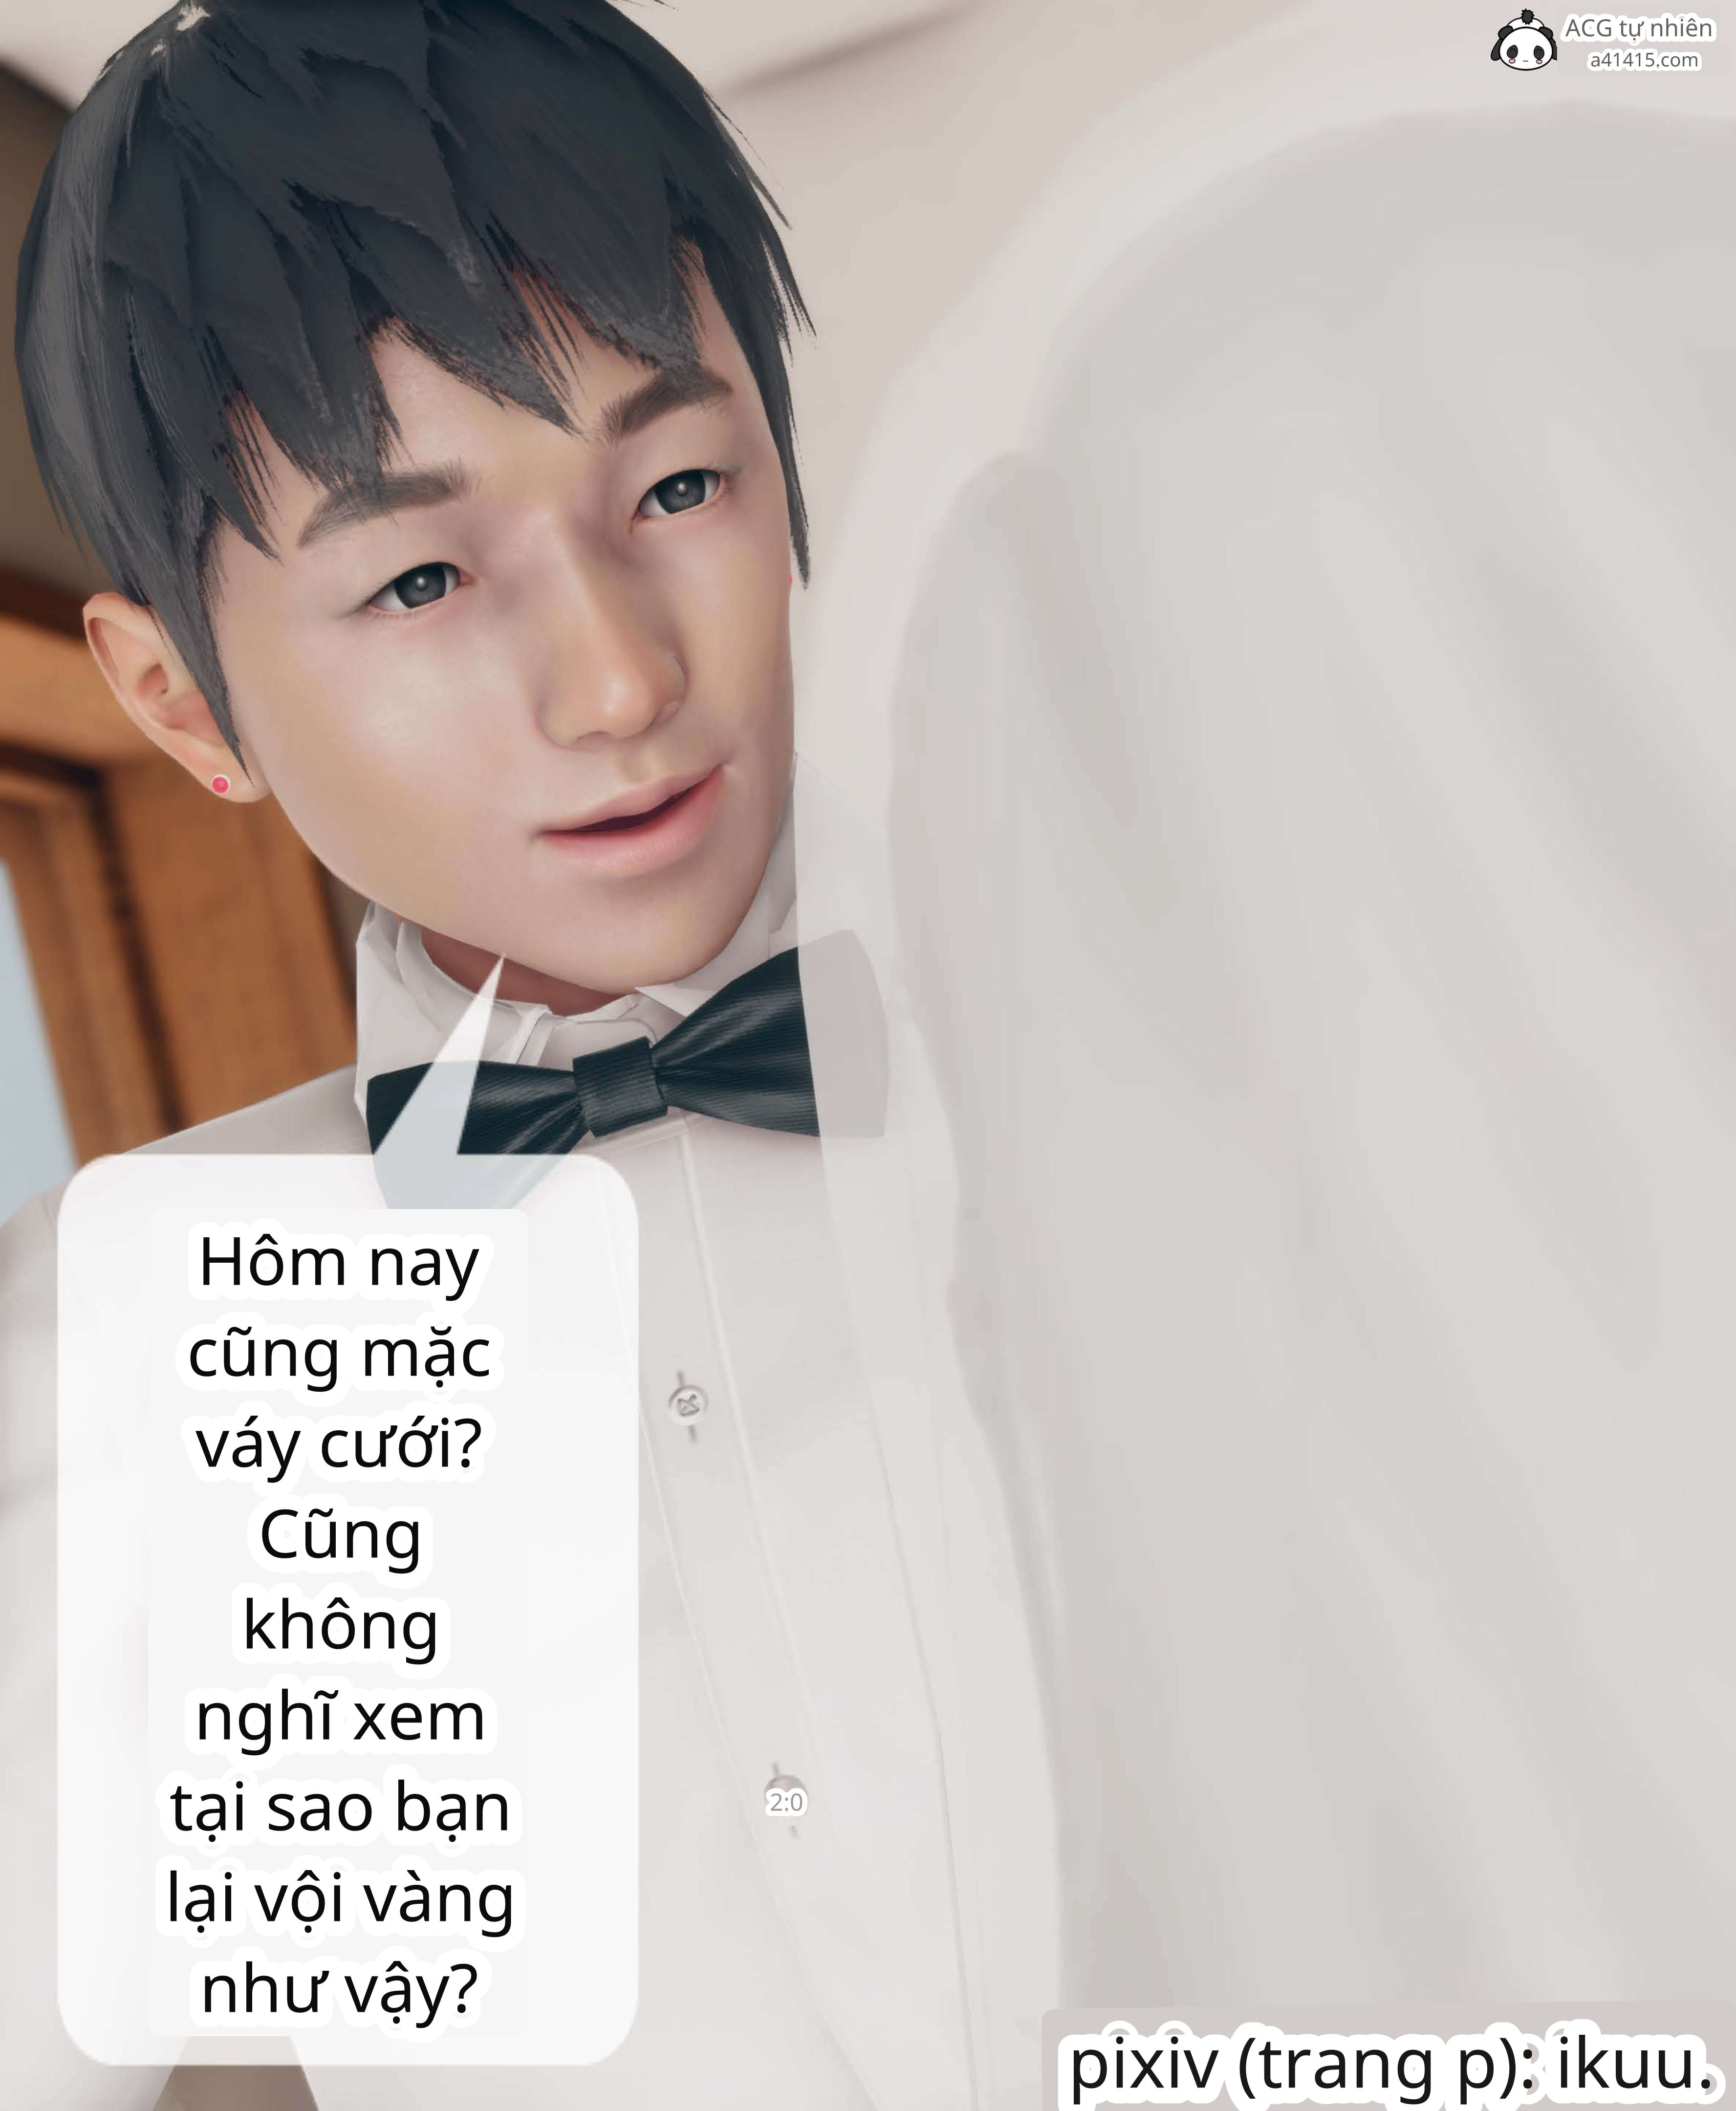 ACG tự nhiên
a41415.com
Hôm nay
cũng mặc
váy cưới?
Cũng
không
nghĩ xem
tại sao bạn
lại vội vàng
như vậy?
2:0
pixiv (trang p): ikuu.